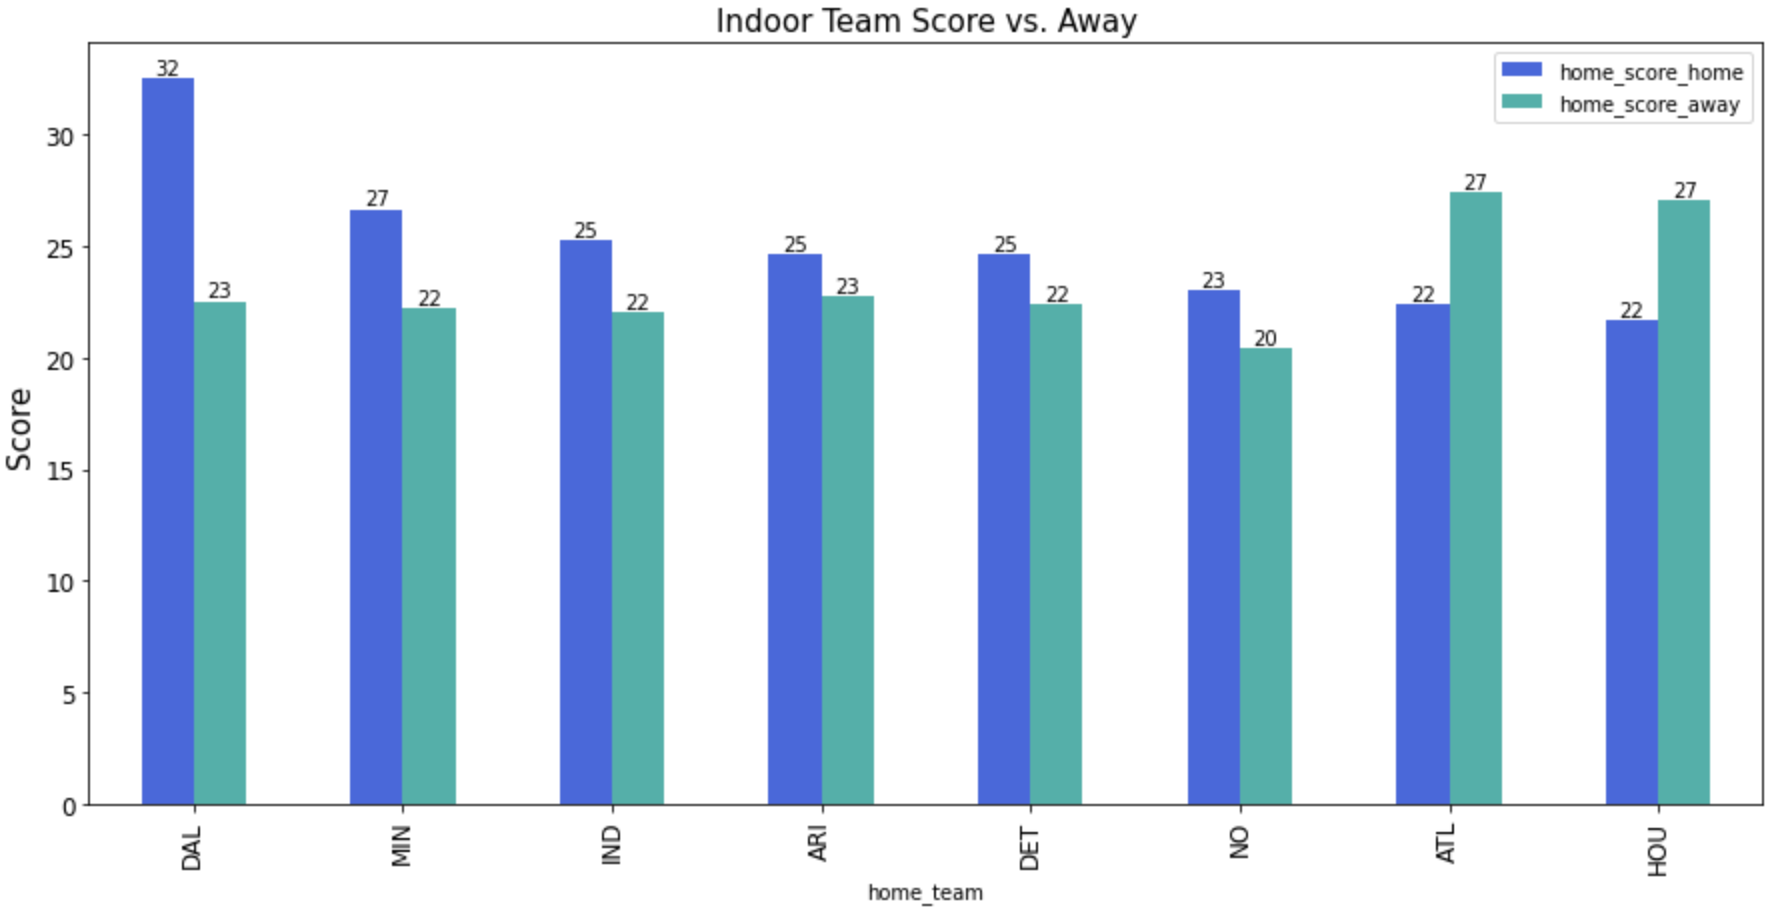 Indoor Team Score vs. Away
home_score_home
home_score_away
Score
30
25
20
15
10
5
0
32
23
27
22
25
22
25
23
25
22
23
20
22
27
22
27
DAL
MIN
IND
ARI
DET
NO
ATL
HOU
home_team